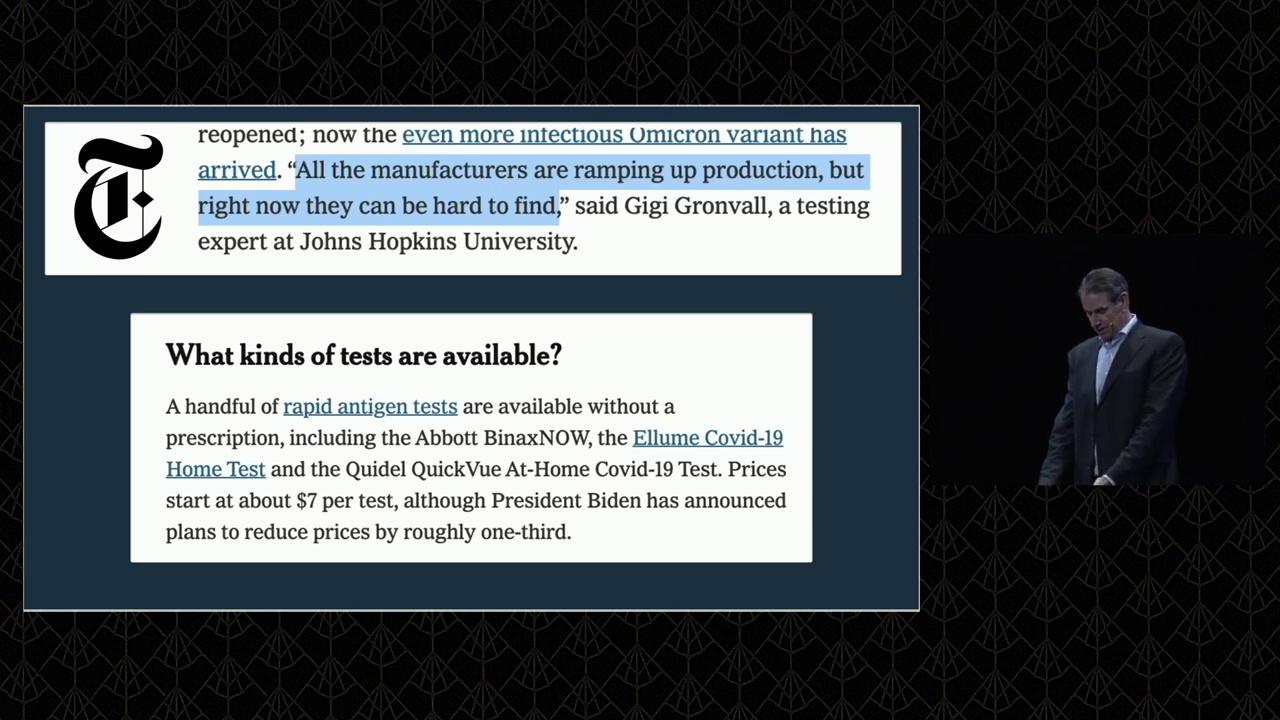 reopened; now the even more infectious Omicron variant has
arrived. “All the manufacturers are ramping up production, but
right now they can be hard to find,” said Gigi Gronvall, a testing
expert at Johns Hopkins University.
What kinds of tests are available?
A handful of rapid antigen tests are available without a
prescription, including the Abbott BinaxNOW, the Ellume Covid-19
Home Test and the Quidel QuickVue At-Home Covid-19 Test. Prices
start at about $7 per test, although President Biden has announced
plans to reduce prices by roughly one-third.